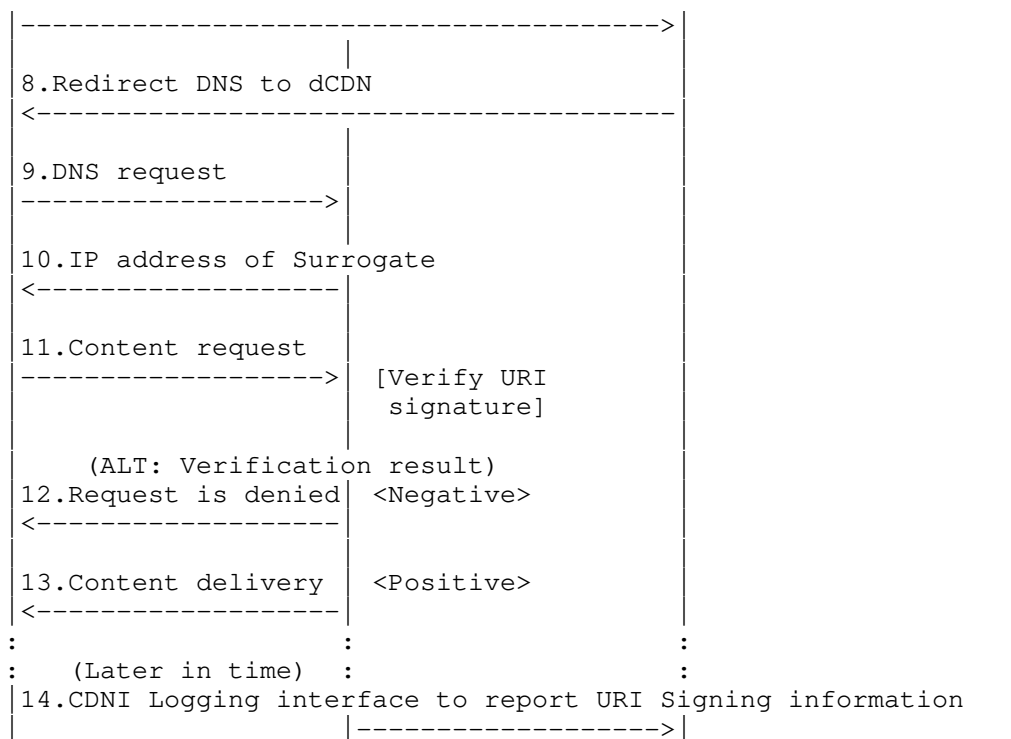 |---------------------------------------->|
8.Redirect DNS to dCDN
<----------------------------------------|
9.DNS request
------------------->|
10.IP address of Surrogate
<-------------------|
11.Content request
------------------->| [Verify URI
signature]
(ALT: Verification result)
12.Request is denied| <Negative>
<-------------------|
13.Content delivery | <Positive>
<-------------------|
: : :
: (Later in time) : :
|14.CDNI Logging interface to report URI Signing information
| |------------------->|